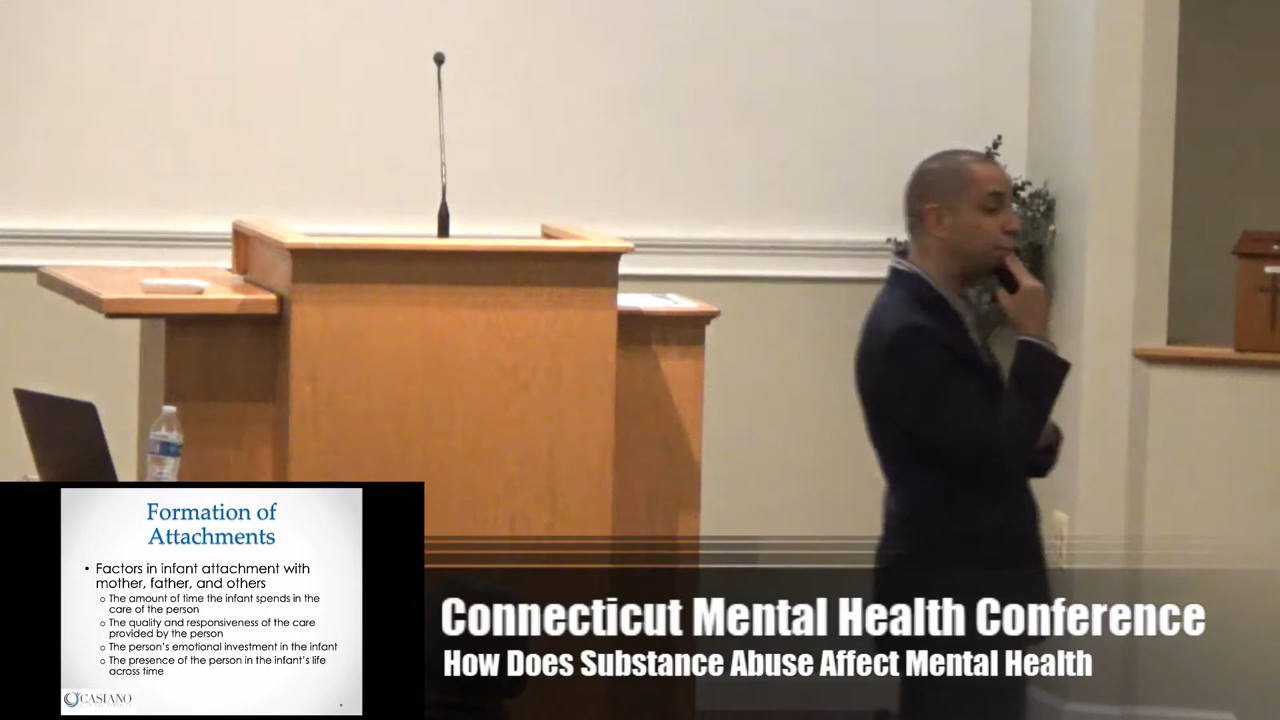 Formation of
Attachments
• Factors in infant attachment with
mother, father, and others
o The amount of time the infant spends in the
care of the person
o The quality and responsiveness of the care
provided by the person
o The person's emotional investment in the infant
o The presence of the person in the infant's life
across time
CASIANO
Connecticut Mental Health Conference
How Does Substance Abuse Affect Mental Health